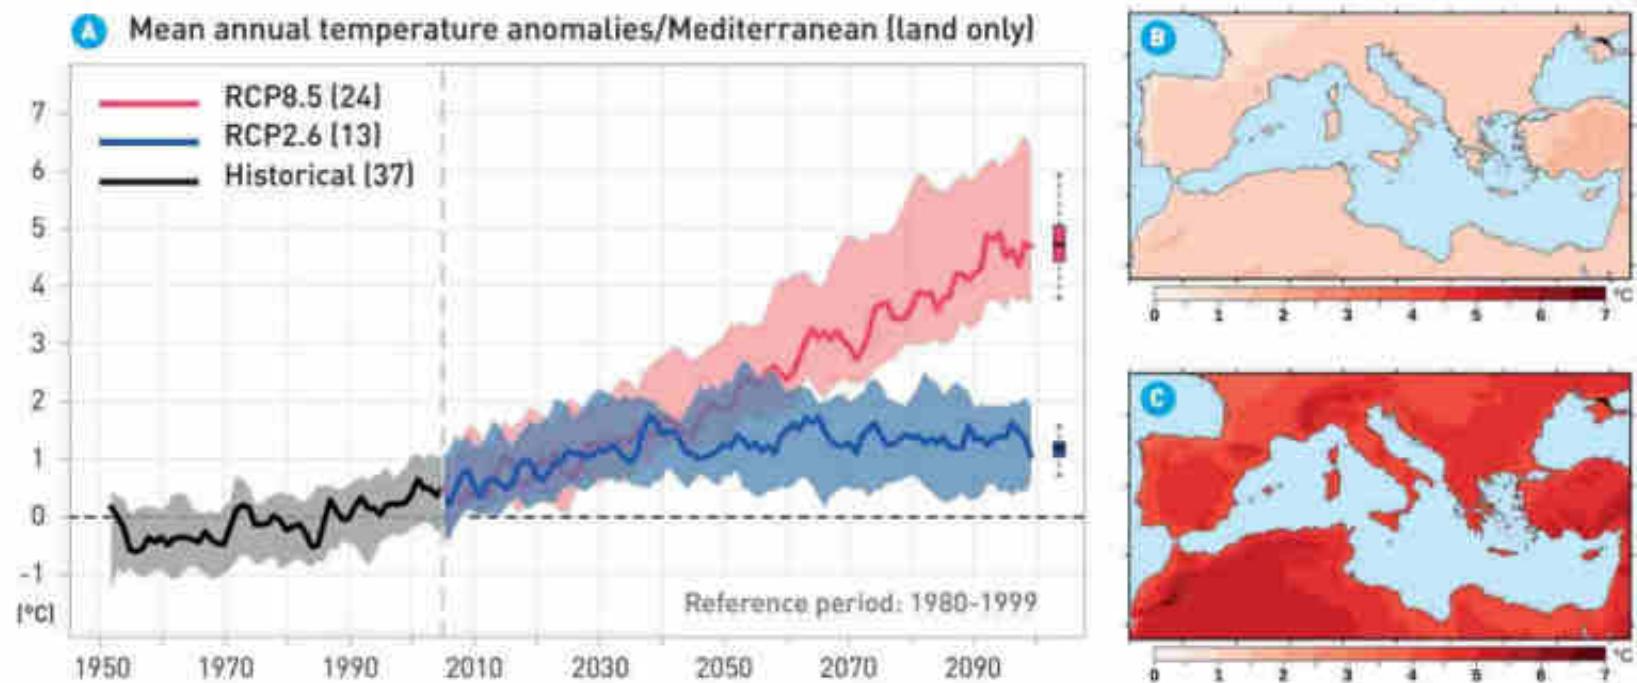 A Mean annual temperature anomalies/Mediterranean (land only)
RCP8.5 (24)
RCP2.6 (13)
Historical (37)
7
6
5
4
3
2
1
0
-1
(°C)
Reference period: 1980-1999
1950 1970 1990 2010 2030 2050 2070 2090
B
0 1 2 3 4 5 6 7 °C
C
0 1 2 3 4 5 6 7 °C